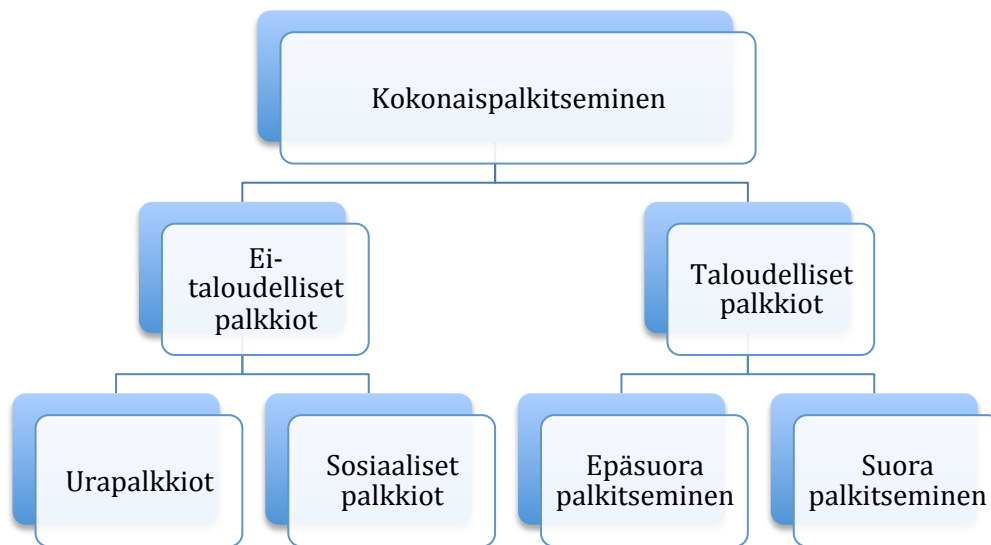 Kokonaispalkitseminen
Ei-
taloudelliset
palkkiot
Taloudelliset
palkkiot
Urapalkkiot
Sosiaaliset
palkkiot
Epäsuora
palkitseminen
Suora
palkitseminen